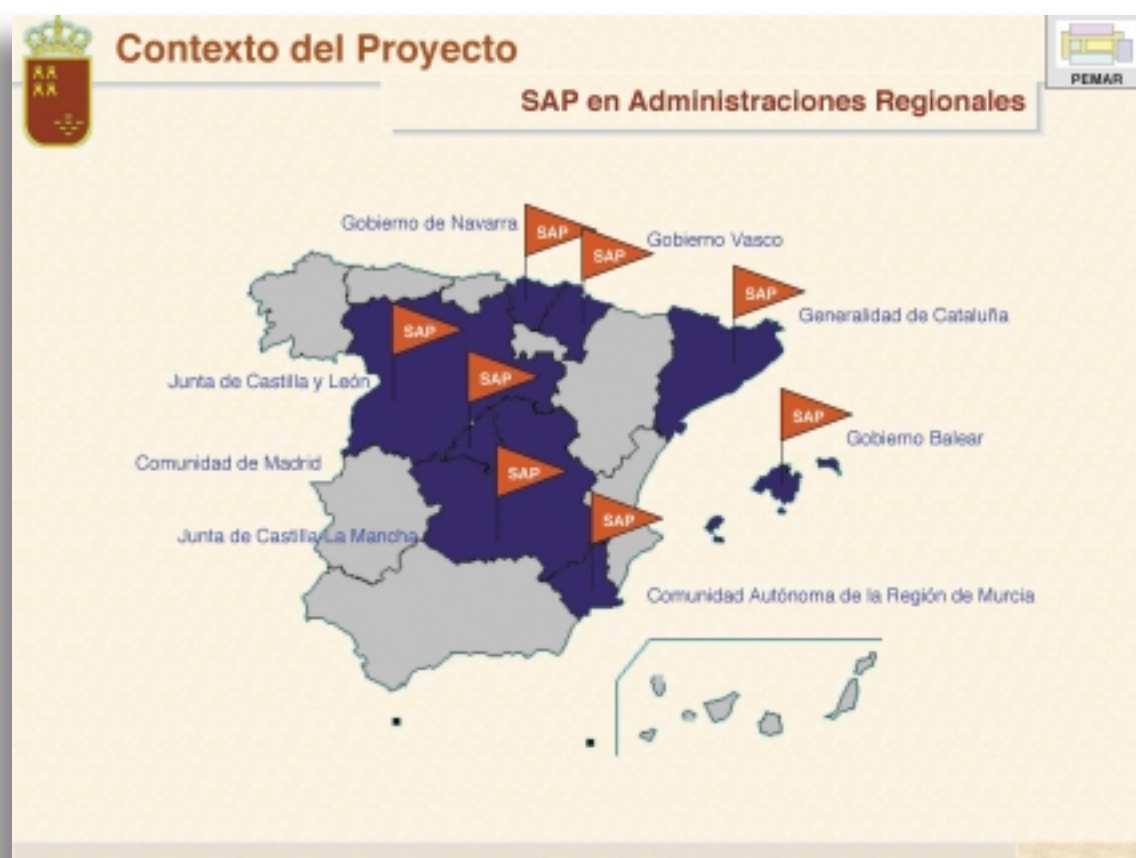 Contexto del Proyecto
PEMAR
SAP en Administraciones Regionales
Gobierno de Navarra
SAP
SAP
Gobierno Vasco
SAP
Generalidad de Cataluña
SAP
Junta de Castilla y León
SAP
SAP
Gobierno Balear
Comunidad de Madrid
SAP
Junta de Castilla-La Mancha
SAP
Comunidad Autónoma de la Región de Murcia